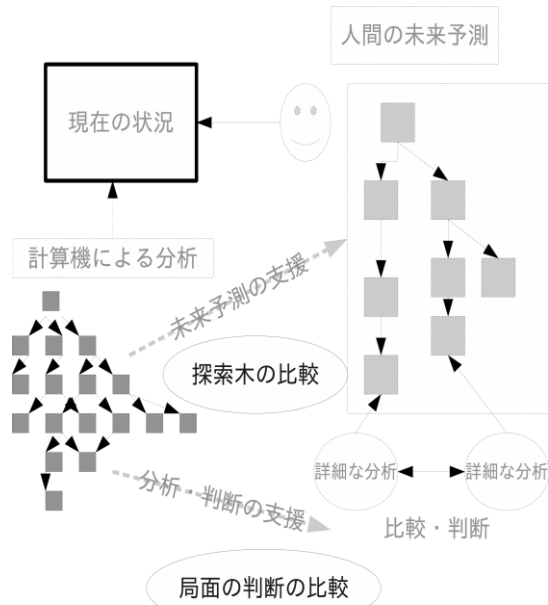 人間の未来予測
現在の状況
計算機による分析
未来予測の支援
探索木の比較
詳細な分析
詳細な分析
分析・判断の支援
比較・判断
局面の判断の比較